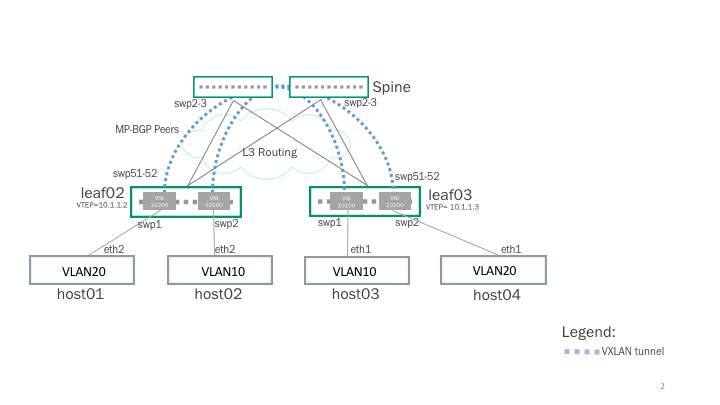 Spine
swp2-3
swp2-3
MP-BGP Peers
L3 Routing
swp51-52
swp51-52
leaf02
VTEP=10.1.1.2
VNI
10200
VNI
10100
VNI
10100
VNI
10200
leaf03
VTEP= 10.1.1.3
swp1
swp2
swp1
swp2
eth2
eth2
eth1
eth1
VLAN20
VLAN10
VLAN10
VLAN20
host01
host02
host03
host04
Legend:
VXLAN tunnel
2